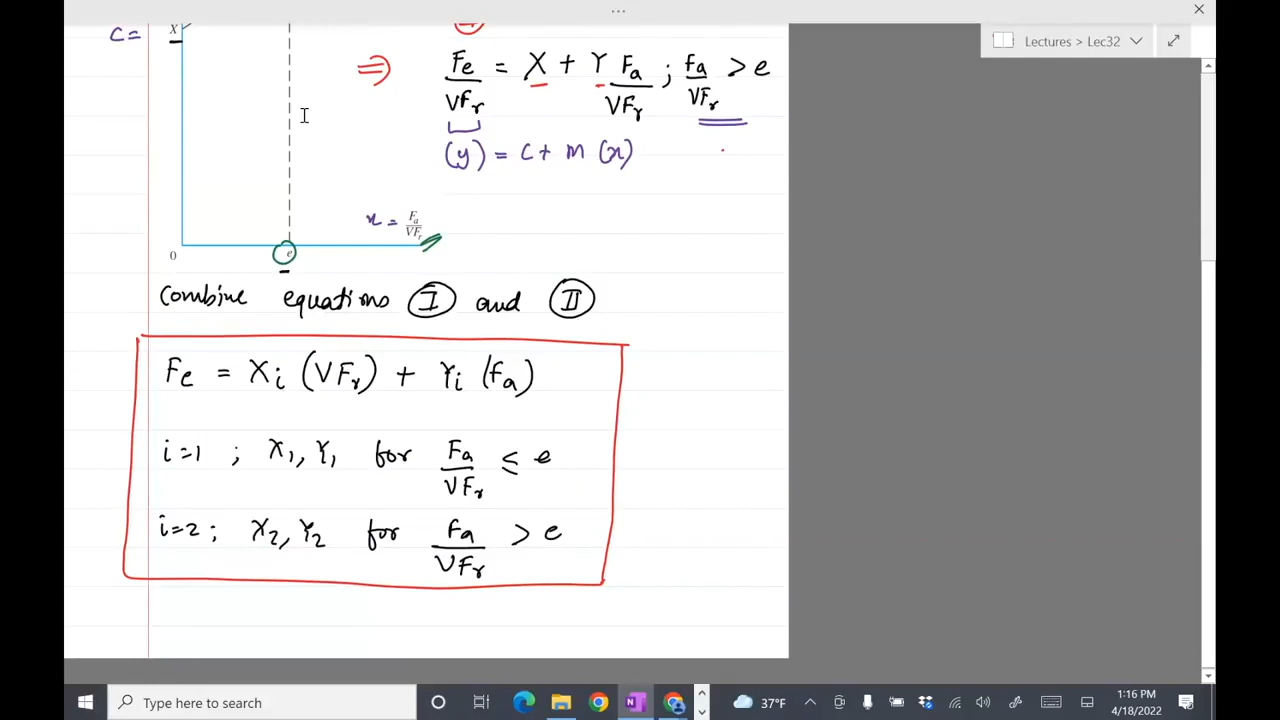 Lectures > Lec32
C =
X
⇒ Fe/VFr = X + Y Fa/VFr ; Fa/VFr > e
(y) = C + m (x)
x = Fa/VFr
0 e
Combine equations I and II
Fe = Xi (VFr) + Yi (Fa)
i=1 ; X1, Y1 for Fa/VFr ≤ e
i=2 ; X2, Y2 for Fa/VFr > e
Type here to search
37°F
1:16 PM
4/18/2022